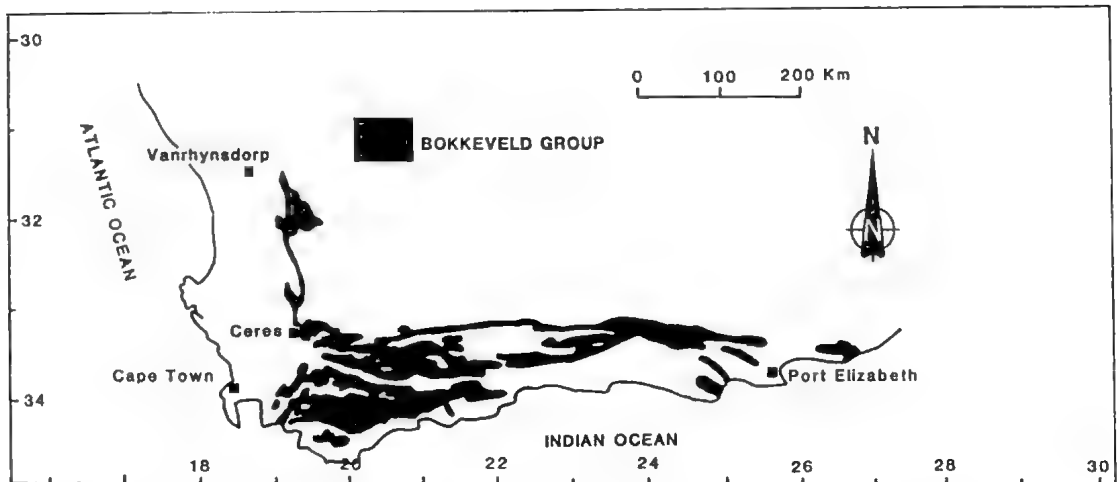 30
0 100 200 Km
BOKKEVELD GROUP
N
Vanrhynsdorp
ATLANTIC OCEAN
32
N
Ceres
Cape Town
Port Elizabeth
34
INDIAN OCEAN
18 20 22 24 26 28 30